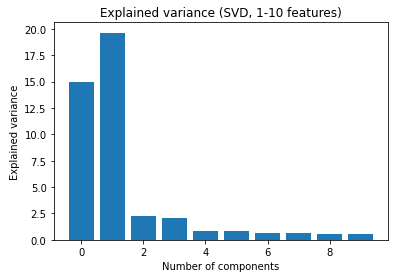 Explained variance (SVD, 1-10 features)
20.0
17.5
15.0
12.5
10.0
7.5
5.0
2.5
0.0
Explained variance
0 2 4 6 8
Number of components